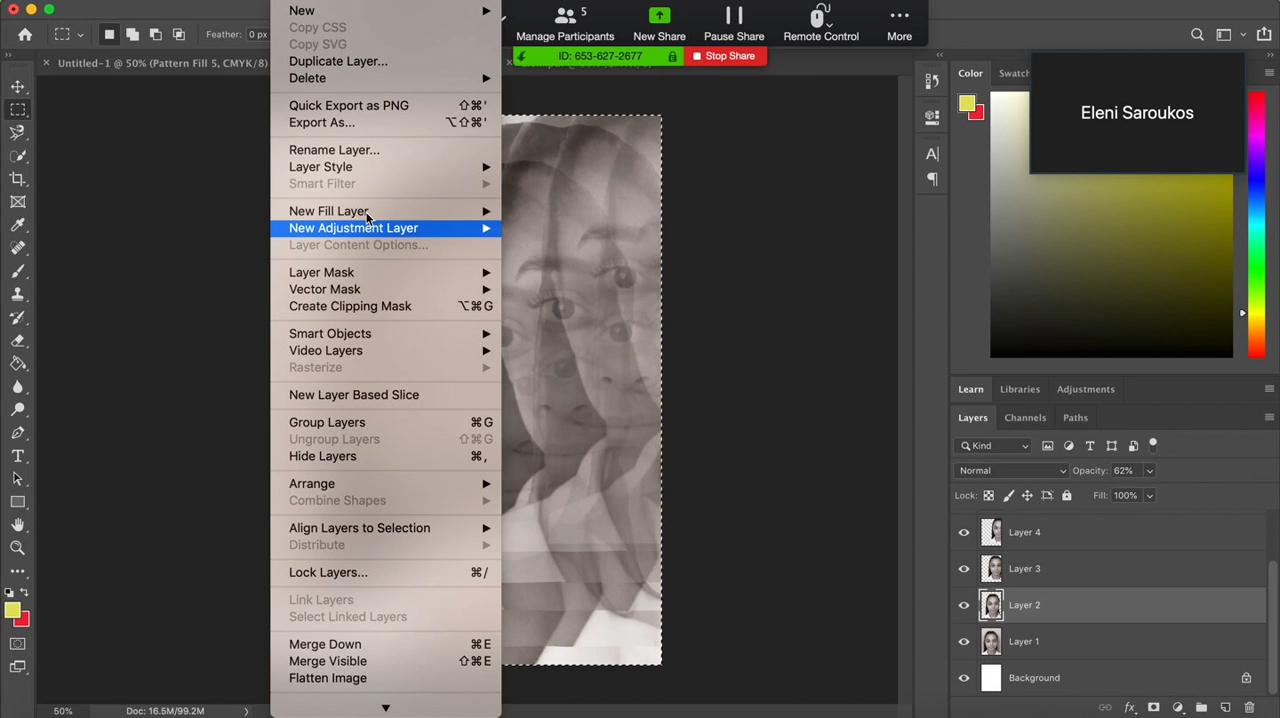 5
Manage Participants
New Share
Pause Share
Remote Control
More
ID: 653-627-2677
Stop Share
Feather: 0 px
Untitled-1 @ 50% (Pattern Fill 5, CMYK/8)
New
Copy CSS
Copy SVG
Duplicate Layer...
Delete
Quick Export as PNG ⇧⌘'
Export As... ⌥⇧⌘'
Rename Layer...
Layer Style
Smart Filter
New Fill Layer
New Adjustment Layer
Layer Content Options...
Layer Mask
Vector Mask
Create Clipping Mask ⌥⌘G
Smart Objects
Video Layers
Rasterize
New Layer Based Slice
Group Layers ⌘G
Ungroup Layers ⇧⌘G
Hide Layers ⌘,
Arrange
Combine Shapes
Align Layers to Selection
Distribute
Lock Layers... ⌘/
Link Layers
Select Linked Layers
Merge Down ⌘E
Merge Visible ⇧⌘E
Flatten Image
50% Doc: 16.5M/99.2M
Color
Swatch
Eleni Saroukos
Learn Libraries Adjustments
Layers Channels Paths
Kind
Normal Opacity: 62%
Lock: Fill: 100%
Layer 4
Layer 3
Layer 2
Layer 1
Background